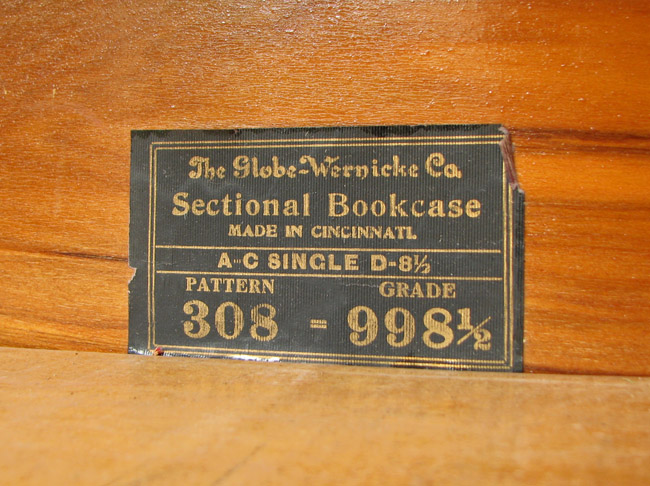 The Globe-Wernicke Co.
Sectional Bookcase
MADE IN CINCINNATI.
A-C SINGLE D-8½
PATTERN GRADE
308 - 998½